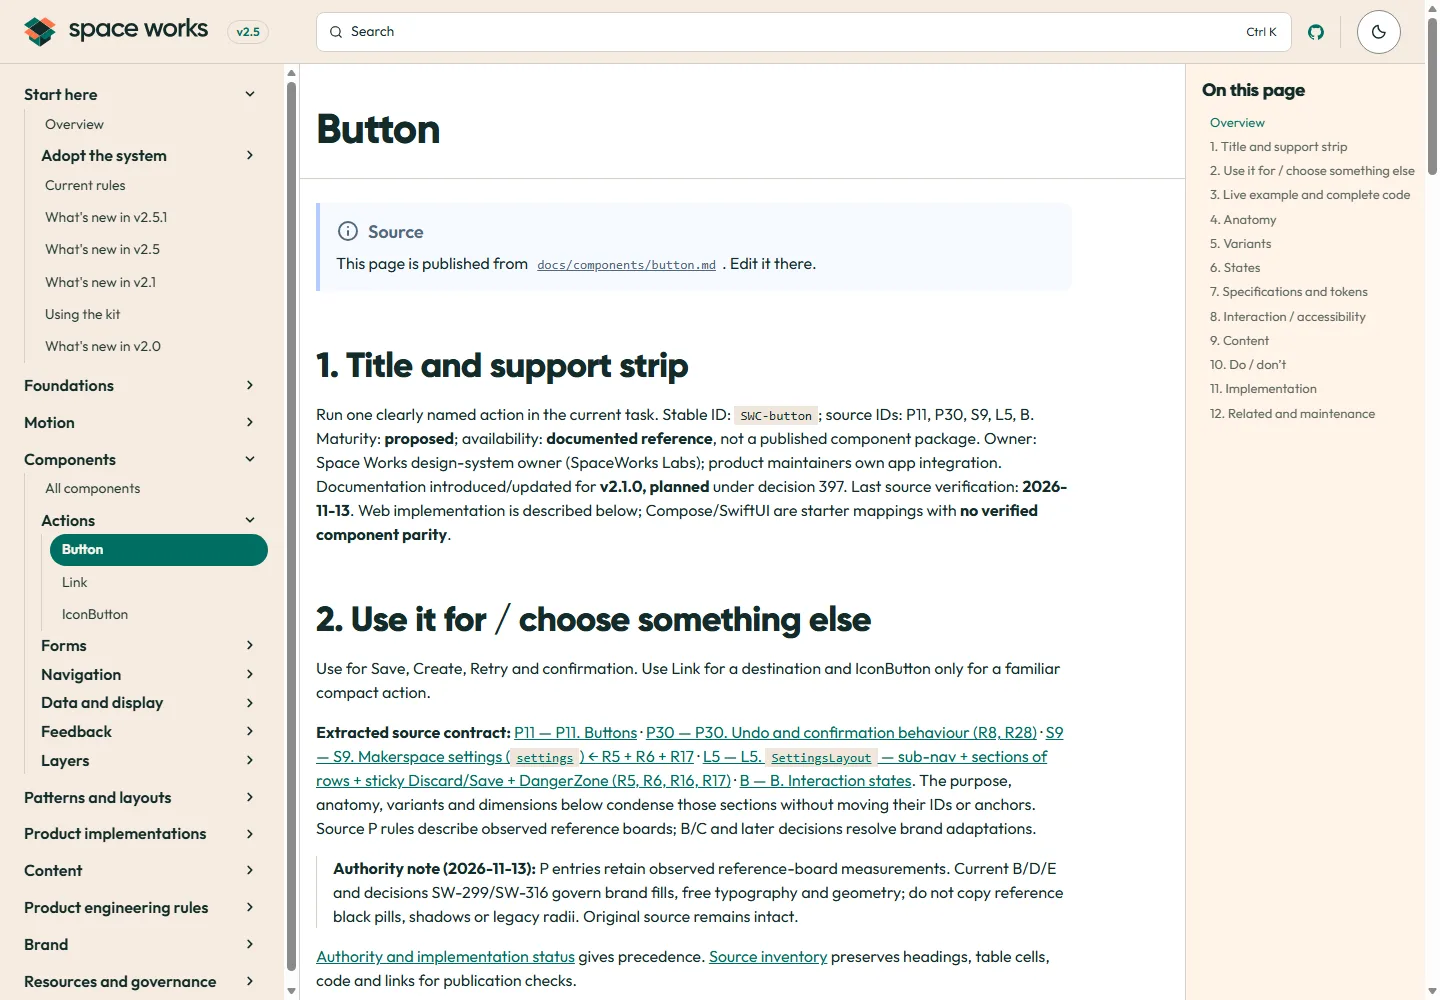 space works
v2.5
Search
Ctrl K
Start here
Overview
Adopt the system
Current rules
What's new in v2.5.1
What's new in v2.5
What's new in v2.1
Using the kit
What's new in v2.0
Foundations
Motion
Components
All components
Actions
Button
Link
IconButton
Forms
Navigation
Data and display
Feedback
Layers
Patterns and layouts
Product implementations
Content
Product engineering rules
Brand
Resources and governance
Button
Source
This page is published from docs/components/button.md . Edit it there.
1. Title and support strip
Run one clearly named action in the current task. Stable ID: SWC-button ; source IDs: P11, P30, S9, L5, B.
Maturity: proposed; availability: documented reference, not a published component package. Owner:
Space Works design-system owner (SpaceWorks Labs); product maintainers own app integration.
Documentation introduced/updated for v2.1.0, planned under decision 397. Last source verification: 2026-
11-13. Web implementation is described below; Compose/SwiftUI are starter mappings with no verified
component parity.
2. Use it for / choose something else
Use for Save, Create, Retry and confirmation. Use Link for a destination and IconButton only for a familiar
compact action.
Extracted source contract: P11 — P11. Buttons · P30 — P30. Undo and confirmation behaviour (R8, R28) · S9
— S9. Makerspace settings ( settings ) ← R5 + R6 + R17 · L5 — L5. SettingsLayout — sub-nav + sections of
rows + sticky Discard/Save + DangerZone (R5, R6, R16, R17) · B — B. Interaction states. The purpose,
anatomy, variants and dimensions below condense those sections without moving their IDs or anchors.
Source P rules describe observed reference boards; B/C and later decisions resolve brand adaptations.
Authority note (2026-11-13): P entries retain observed reference-board measurements. Current B/D/E
and decisions SW-299/SW-316 govern brand fills, free typography and geometry; do not copy reference
black pills, shadows or legacy radii. Original source remains intact.
Authority and implementation status gives precedence. Source inventory preserves headings, table cells,
code and links for publication checks.
On this page
Overview
1. Title and support strip
2. Use it for / choose something else
3. Live example and complete code
4. Anatomy
5. Variants
6. States
7. Specifications and tokens
8. Interaction / accessibility
9. Content
10. Do / don't
11. Implementation
12. Related and maintenance